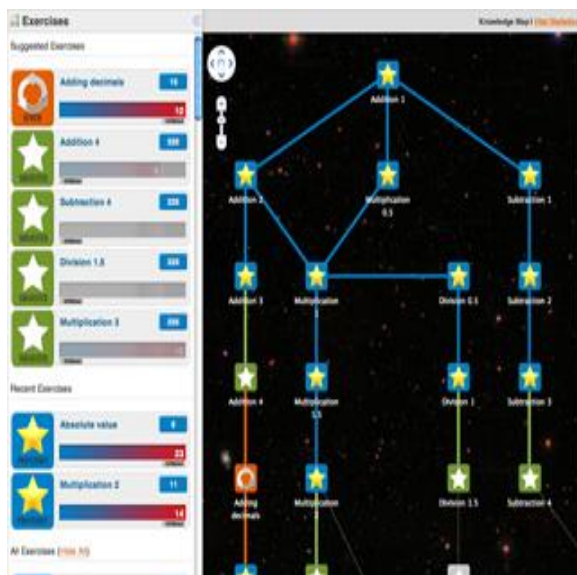 Exercises
Knowledge Map |
Suggested Exercises
Adding decimals
Addition 4
Subtraction 4
Division 1.5
Multiplication 3
Recent Exercises
Absolute value
Multiplication 2 11
14
All Exercises (Hide All)
Addition 1
Addition 2
Multiplication
0.5
Subtraction 1
Addition 3
Multiplication
1
Division 0.5
Subtraction 2
Addition 4
Multiplication
1.5
Division 1
Subtraction 3
Adding
decimals
Multiplication
2
Division 1.5
Subtraction 4